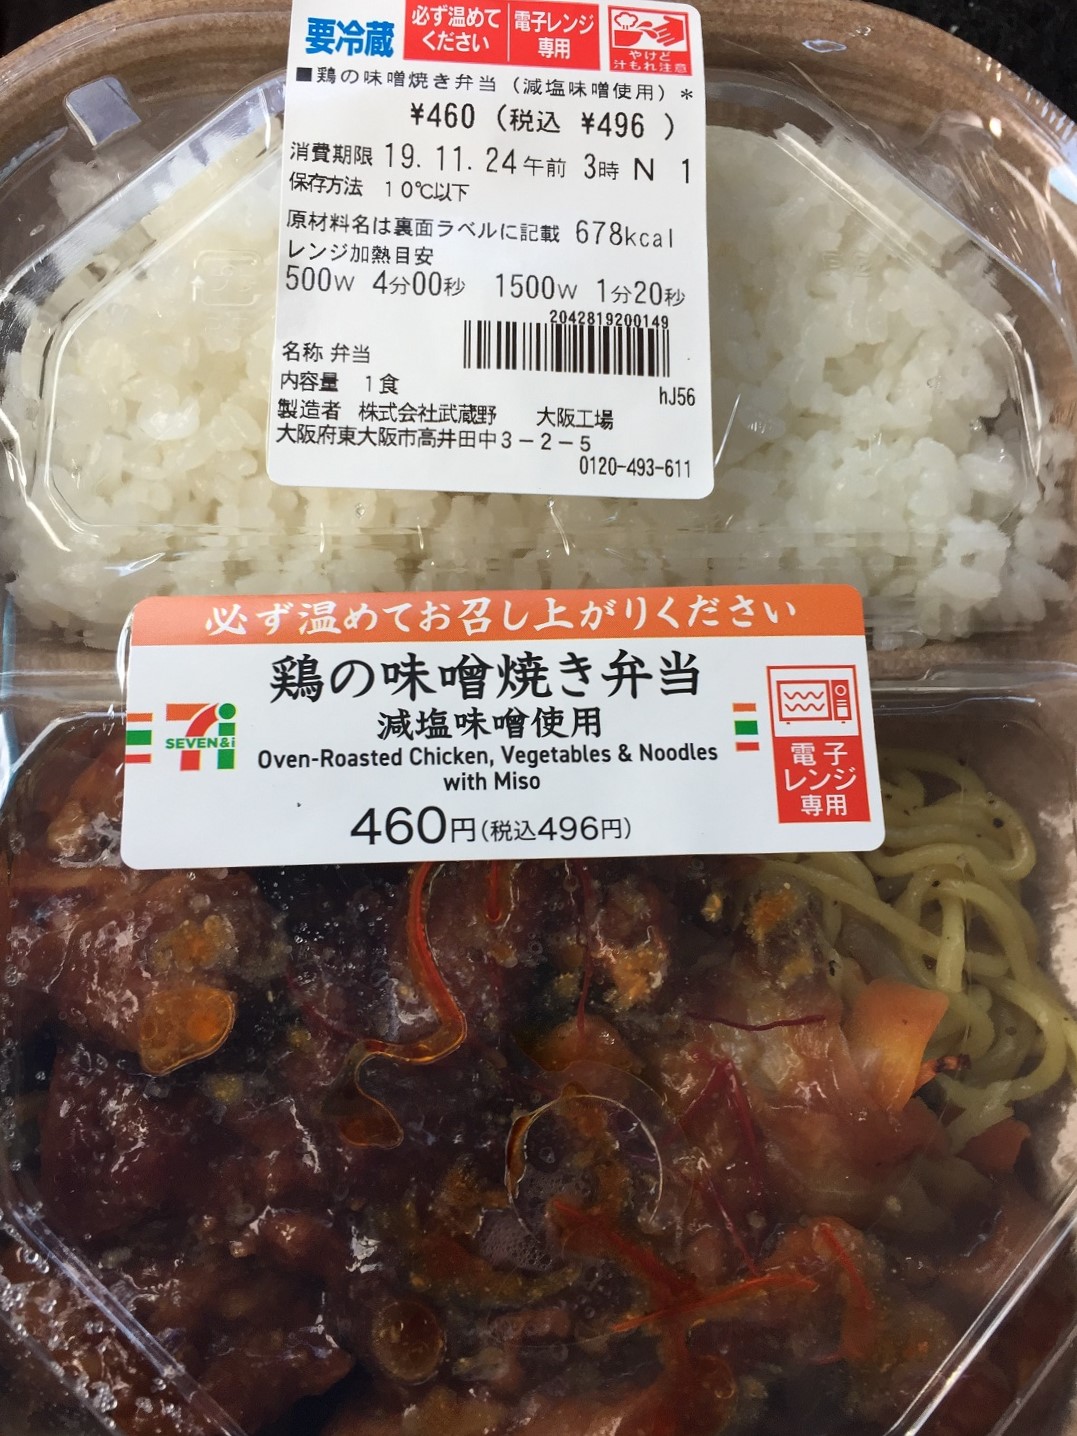 要冷蔵
必ず温めて
ください
電子レンジ
専用
やけど
汁もれ注意
■鶏の味噌焼き弁当(減塩味噌使用)*
¥460(税込 ¥496 )
消費期限 19.11.24午前 3時 N 1
保存方法 10℃以下
原材料名は裏面ラベルに記載 678kcal
レンジ加熱目安
500W 4分00秒 1500W 1分20秒
2042819200149
名称 弁当
内容量 1食
hJ56
製造者 株式会社武蔵野 大阪工場
大阪府東大阪市高井田中3-2-5
0120-493-611
必ず温めてお召し上がりください
鶏の味噌焼き弁当
減塩味噌使用
SEVEN&i
Oven-Roasted Chicken, Vegetables & Noodles
with Miso
460円(税込496円)
電子
レンジ
専用